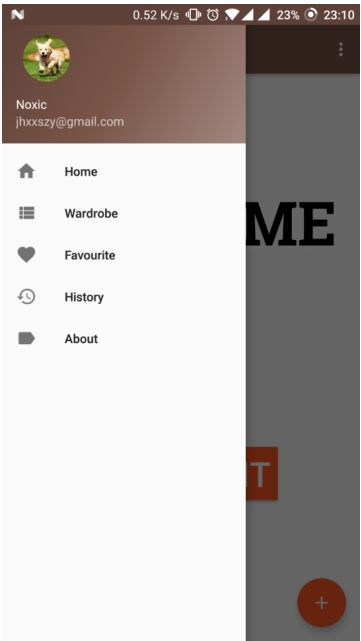 0.52 K/s 23% 23:10
Noxic
jhxxszy@gmail.com
Home
Wardrobe
Favourite
History
About
ME
T